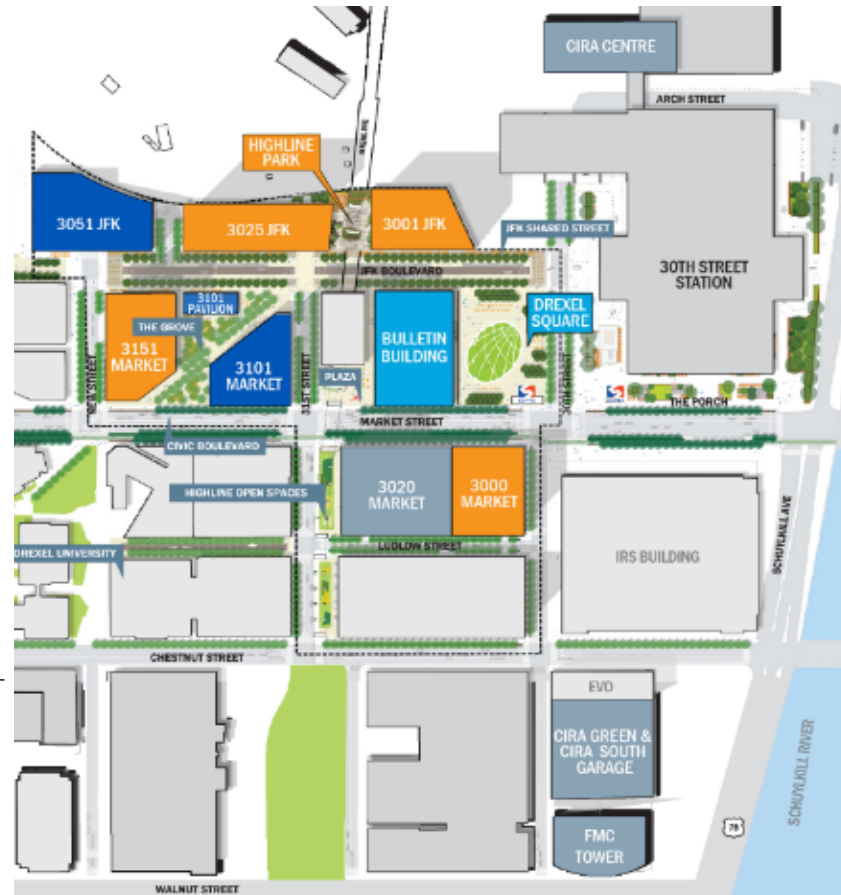 CIRA CENTRE
ARCH STREET
HIGHLINE
PARK
3051 JFK
3025 JFK
3001 JFK
JFK SHARED STREET
30TH STREET
STATION
JFK BOULEVARD
3101
PAVILION
THE GROVE
3151
MARKET
3101
MARKET
31ST STREET
PLAZA
BULLETIN
BUILDING
DREXEL
SQUARE
30TH STREET
THE PORCH
MARKET STREET
CIVIC BOULEVARD
HIGHLINE OPEN SPACES
3020
MARKET
3000
MARKET
LUDLOW STREET
DREXEL UNIVERSITY
IRS BUILDING
SCHUYLKILL AVE
CHESTNUT STREET
EVO
CIRA GREEN &
CIRA SOUTH
GARAGE
FMC
TOWER
76
SCHUYLKILL RIVER
WALNUT STREET